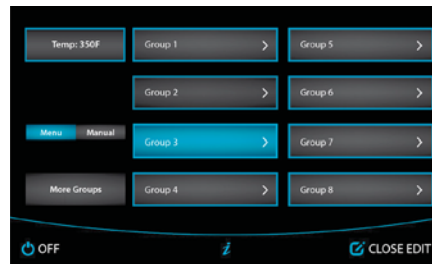 Temp: 350F
Group 1
Group 5
Group 2
Group 6
Menu Manual
Group 3
Group 7
More Groups
Group 4
Group 8
OFF
i
CLOSE EDIT